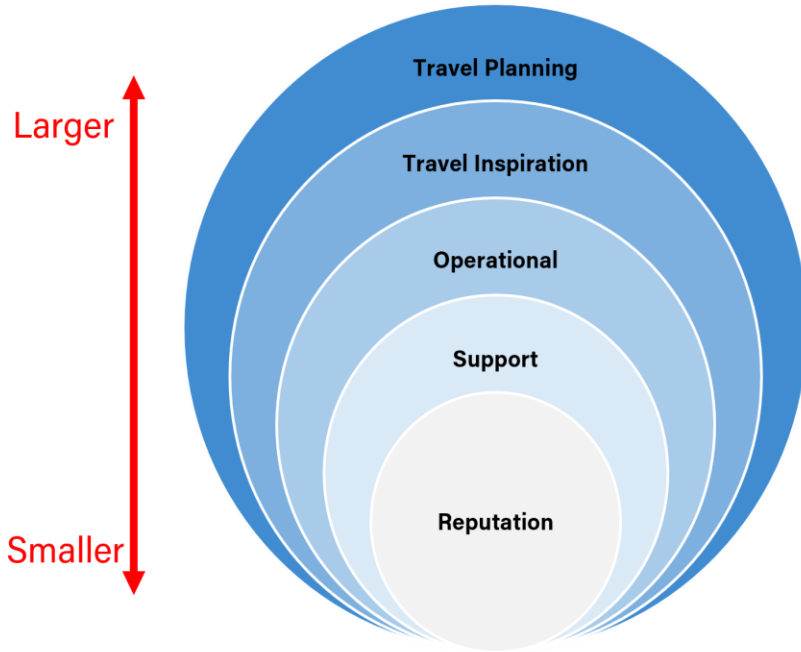 Travel Planning
Larger
Travel Inspiration
Operational
Support
Reputation
Smaller